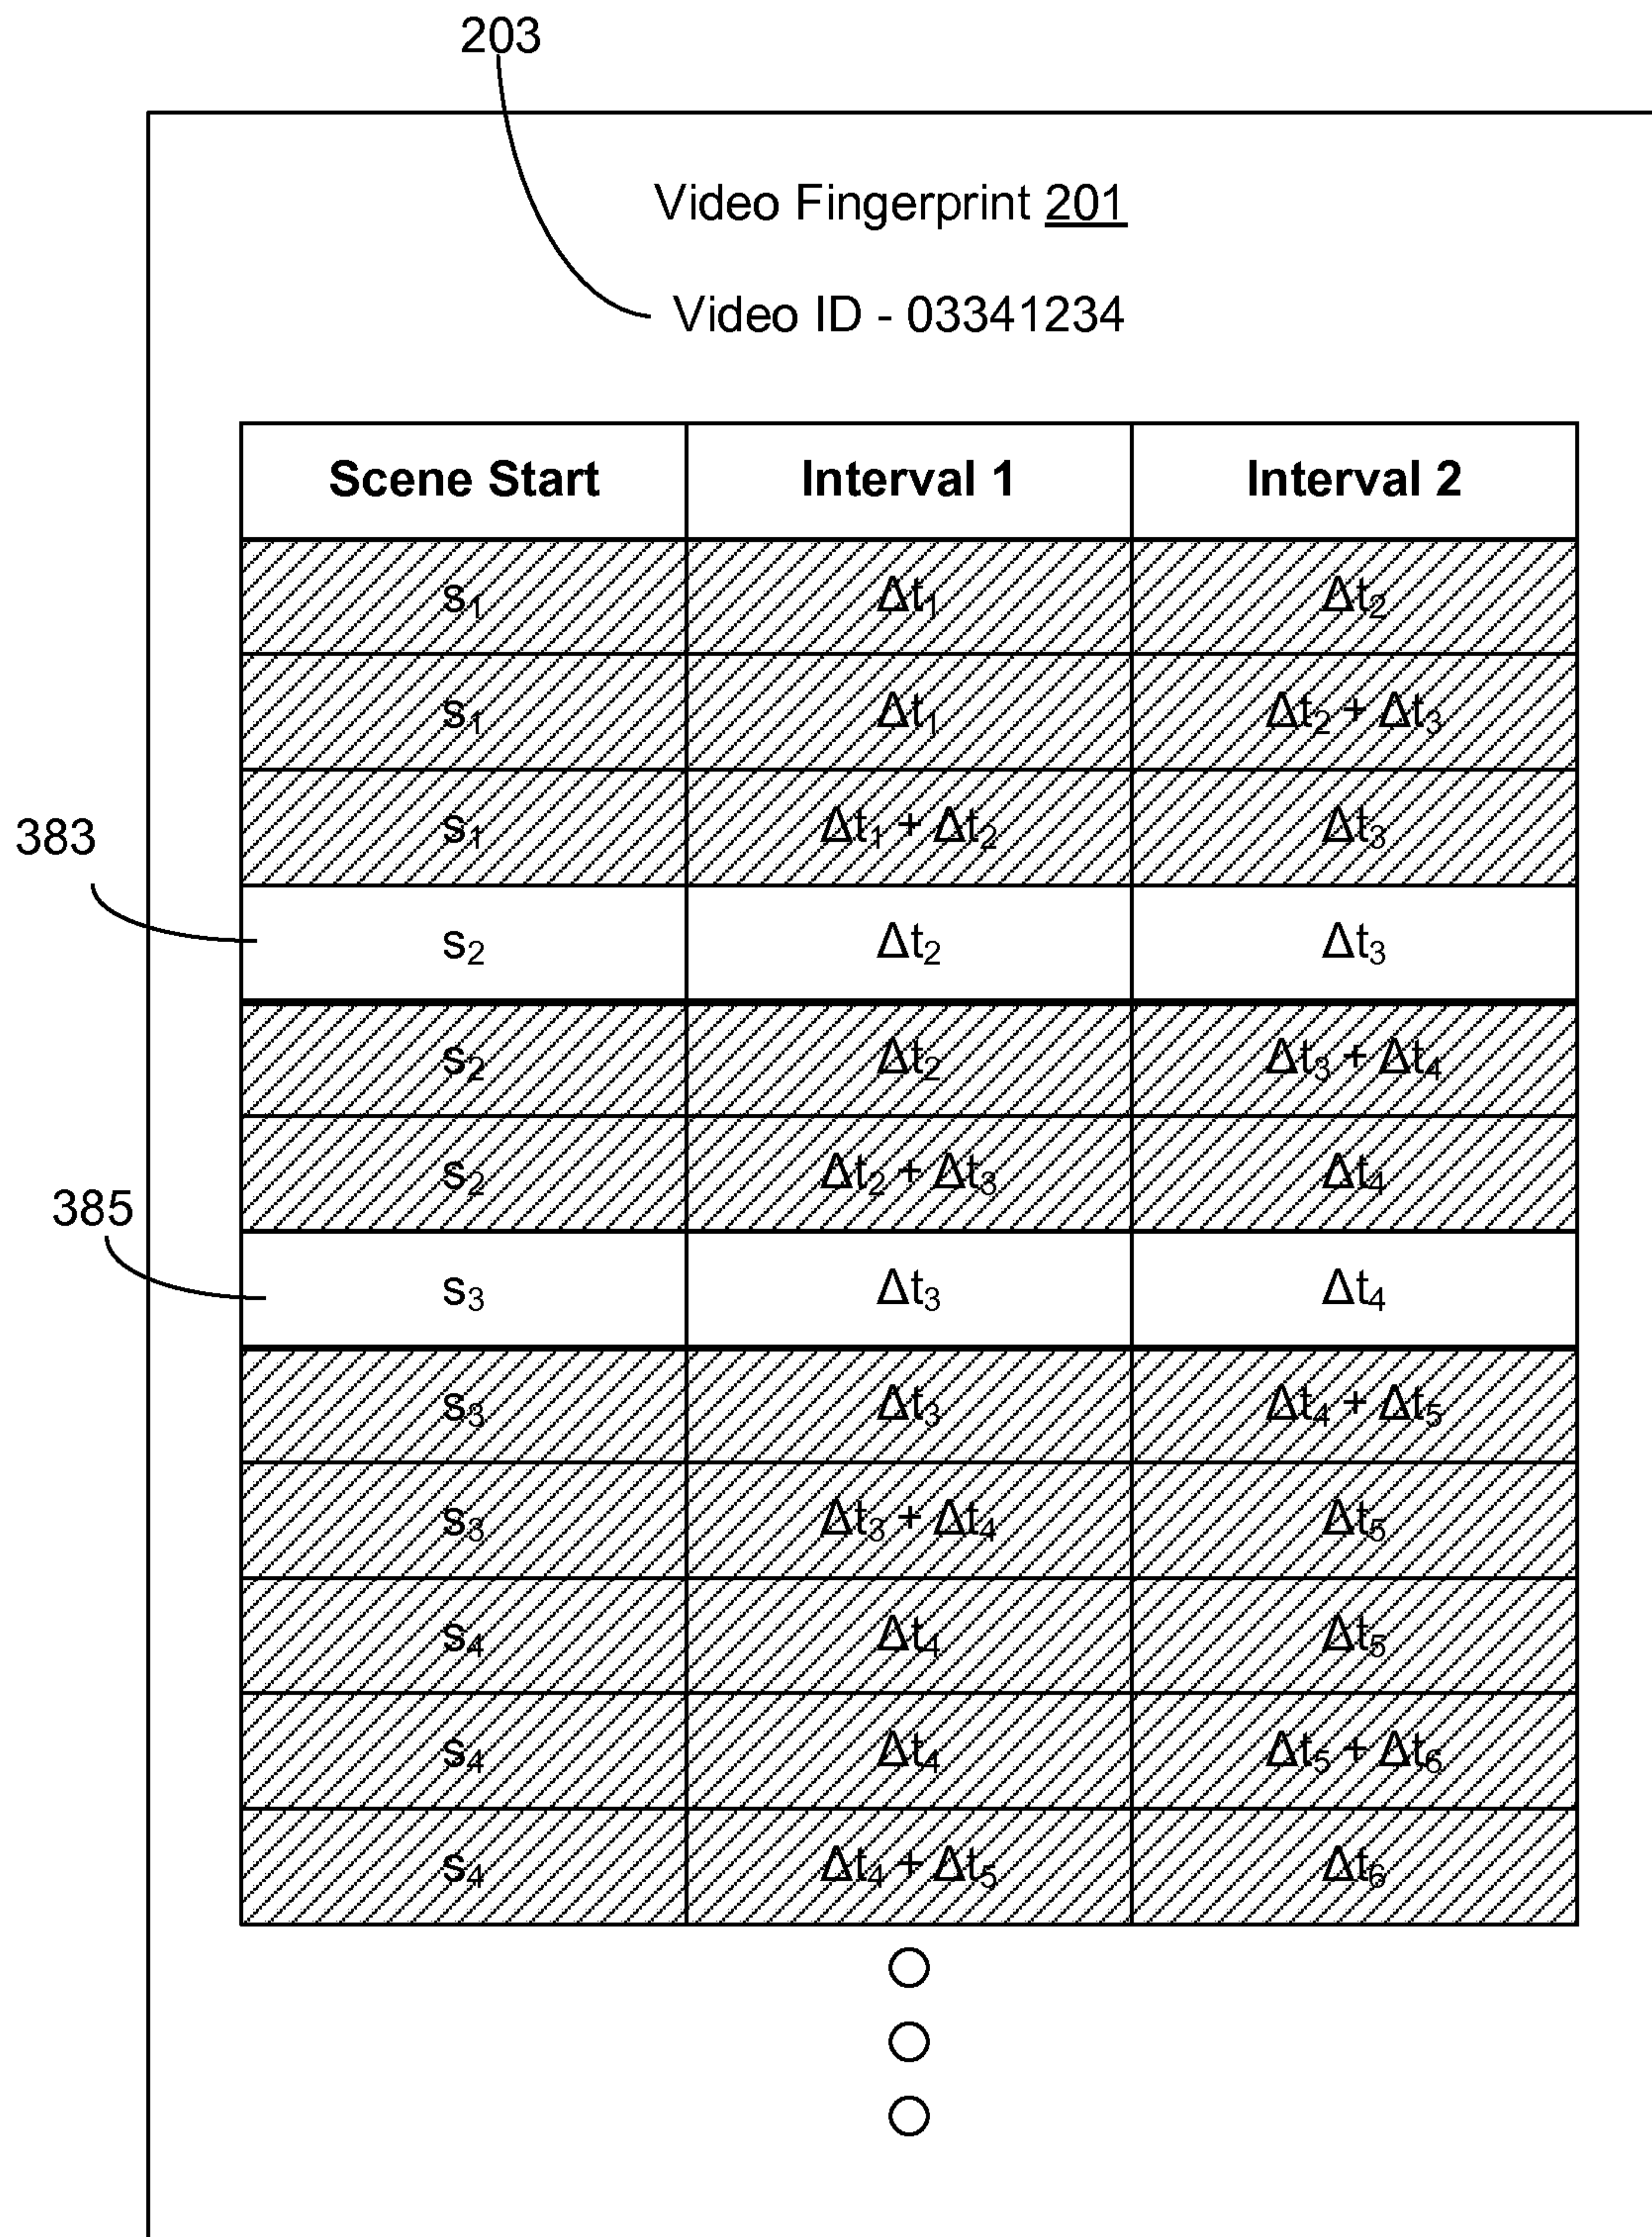 203
Video Fingerprint 201
Video ID - 03341234
Scene Start Interval 1 Interval 2
s₁ Δt₁ Δt₂
s₁ Δt₁ Δt₂ + Δt₃
s₁ Δt₁ + Δt₂ Δt₃
383
s₂ Δt₂ Δt₃
s₂ Δt₂ Δt₃ + Δt₄
s₂ Δt₂ + Δt₃ Δt₄
385
s₃ Δt₃ Δt₄
s₃ Δt₃ Δt₄ + Δt₅
s₃ Δt₃ + Δt₄ Δt₅
s₄ Δt₄ Δt₅
s₄ Δt₄ Δt₅ + Δt₆
s₄ Δt₄ + Δt₅ Δt₆